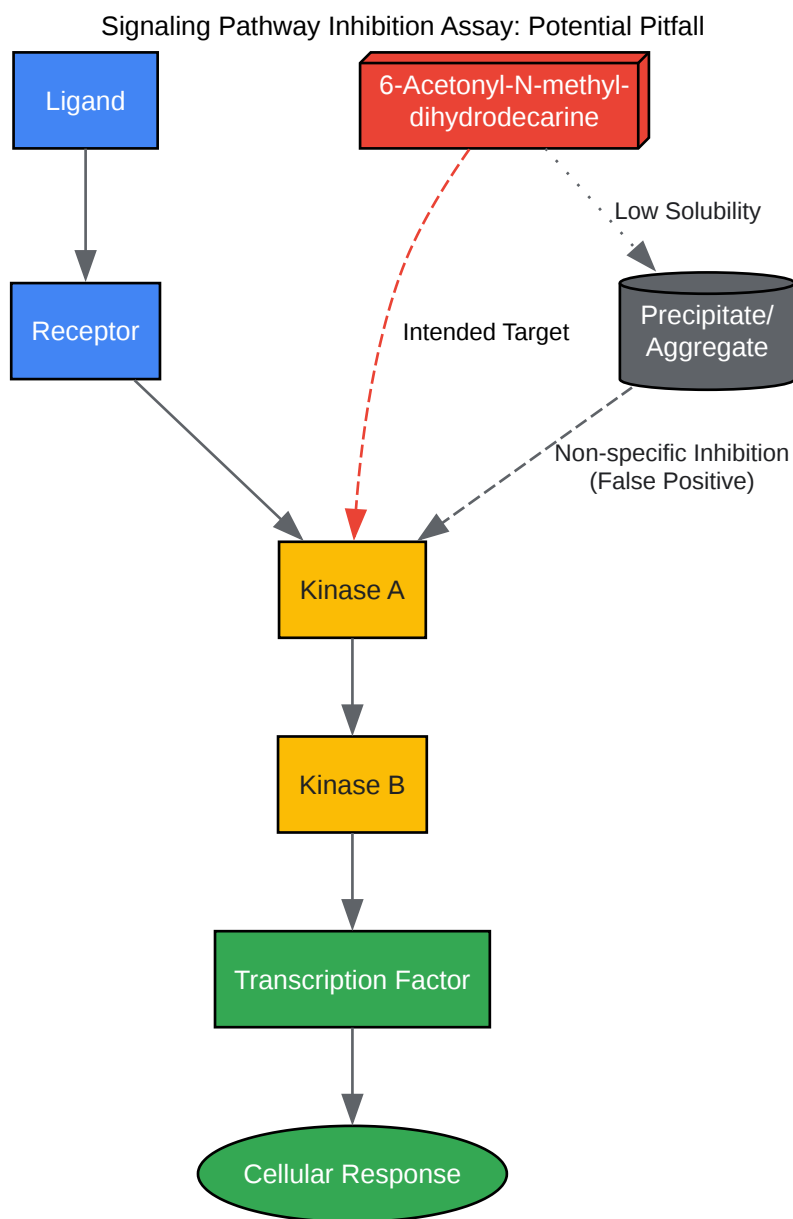 Signaling Pathway Inhibition Assay: Potential Pitfall
Ligand
6-Acetonyl-N-methyl-
dihydrodecarine
Low Solubility
Receptor
Intended Target
Precipitate/
Aggregate
Non-specific Inhibition
(False Positive)
Kinase A
Kinase B
Transcription Factor
Cellular Response